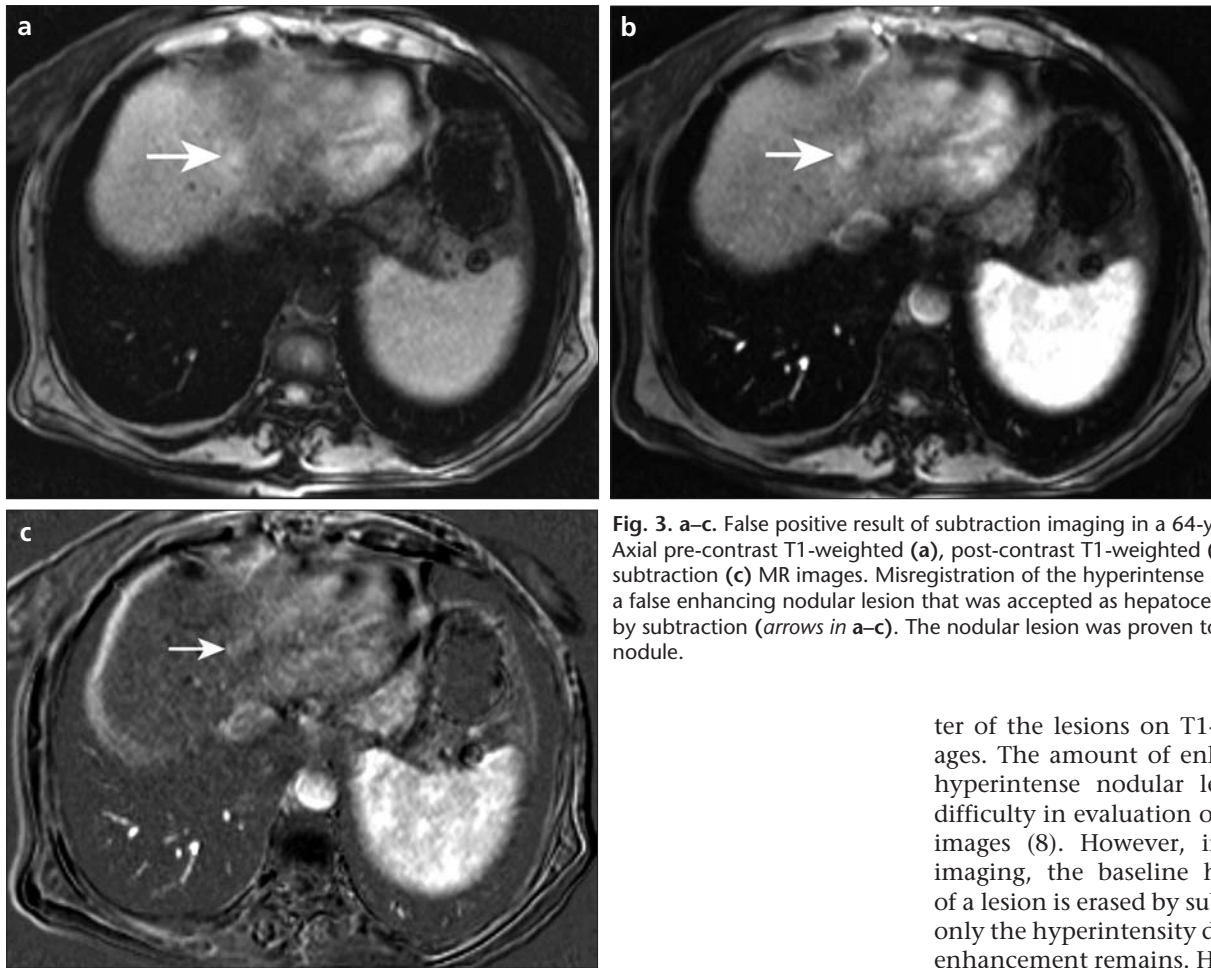 a
b
c
Fig. 3. a–c. False positive result of subtraction imaging in a 64-y
Axial pre-contrast T1-weighted (a), post-contrast T1-weighted (
subtraction (c) MR images. Misregistration of the hyperintense
a false enhancing nodular lesion that was accepted as hepatoce
by subtraction (arrows in a–c). The nodular lesion was proven to
nodule.
ter of the lesions on T1-
ages. The amount of enh
hyperintense nodular le
difficulty in evaluation o
images (8). However, in
imaging, the baseline h
of a lesion is erased by su
only the hyperintensity d
enhancement remains. H